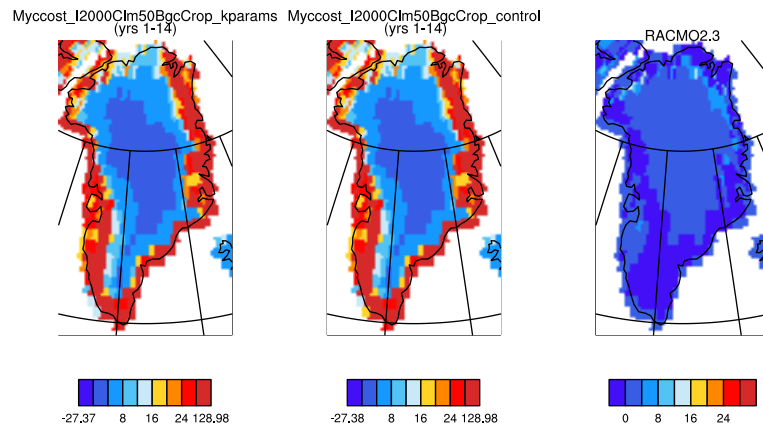 Myccost_I2000Clm50BgcCrop_kparams
(yrs 1-14)
Myccost_I2000Clm50BgcCrop_control
(yrs 1-14)
RACMO2.3
-27.37 8 16 24 128.98
-27.38 8 16 24 128.98
0 8 16 24